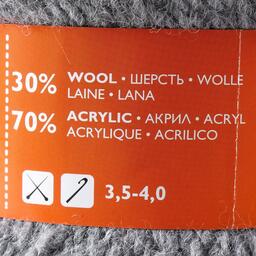 30% WOOL • ШЕРСТЬ • WOLLE
LAINE • LANA
70% ACRYLIC • АКРИЛ • ACRYL
ACRYLIQUE • ACRILICO
3,5-4,0